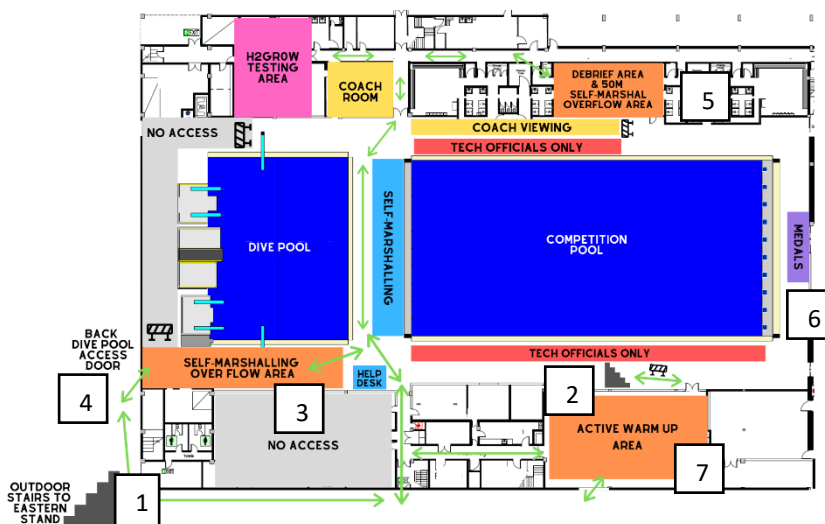 H2GROW
TESTING
AREA
COACH
ROOM
DEBRIEF AREA
& 50M
SELF-MARSHAL
OVERFLOW AREA
5
NO ACCESS
COACH VIEWING
TECH OFFICIALS ONLY
DIVE POOL
SELF-MARSHALLING
COMPETITION
POOL
MEDALS
6
BACK
DIVE POOL
ACCESS
DOOR
4
SELF-MARSHALLING
OVER FLOW AREA
HELP
DESK
TECH OFFICIALS ONLY
2
3
NO ACCESS
ACTIVE WARM UP
AREA
7
OUTDOOR
STAIRS TO
EASTERN
STAND
1